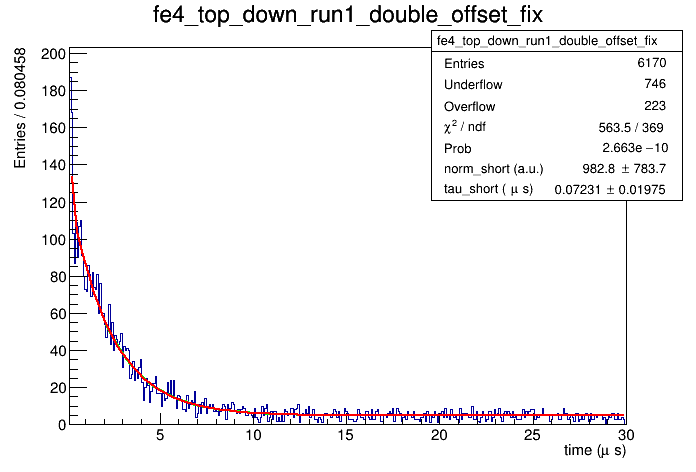 fe4_top_down_run1_double_offset_fix
fe4_top_down_run1_double_offset_fix
Entries 6170
Underflow 746
Overflow 223
χ² / ndf 563.5 / 369
Prob 2.663e −10
norm_short (a.u.) 982.8 ± 783.7
tau_short ( μ s) 0.07231 ± 0.01975
Entries / 0.080458
200
180
160
140
120
100
80
60
40
20
0
5 10 15 20 25 30
time (μ s)